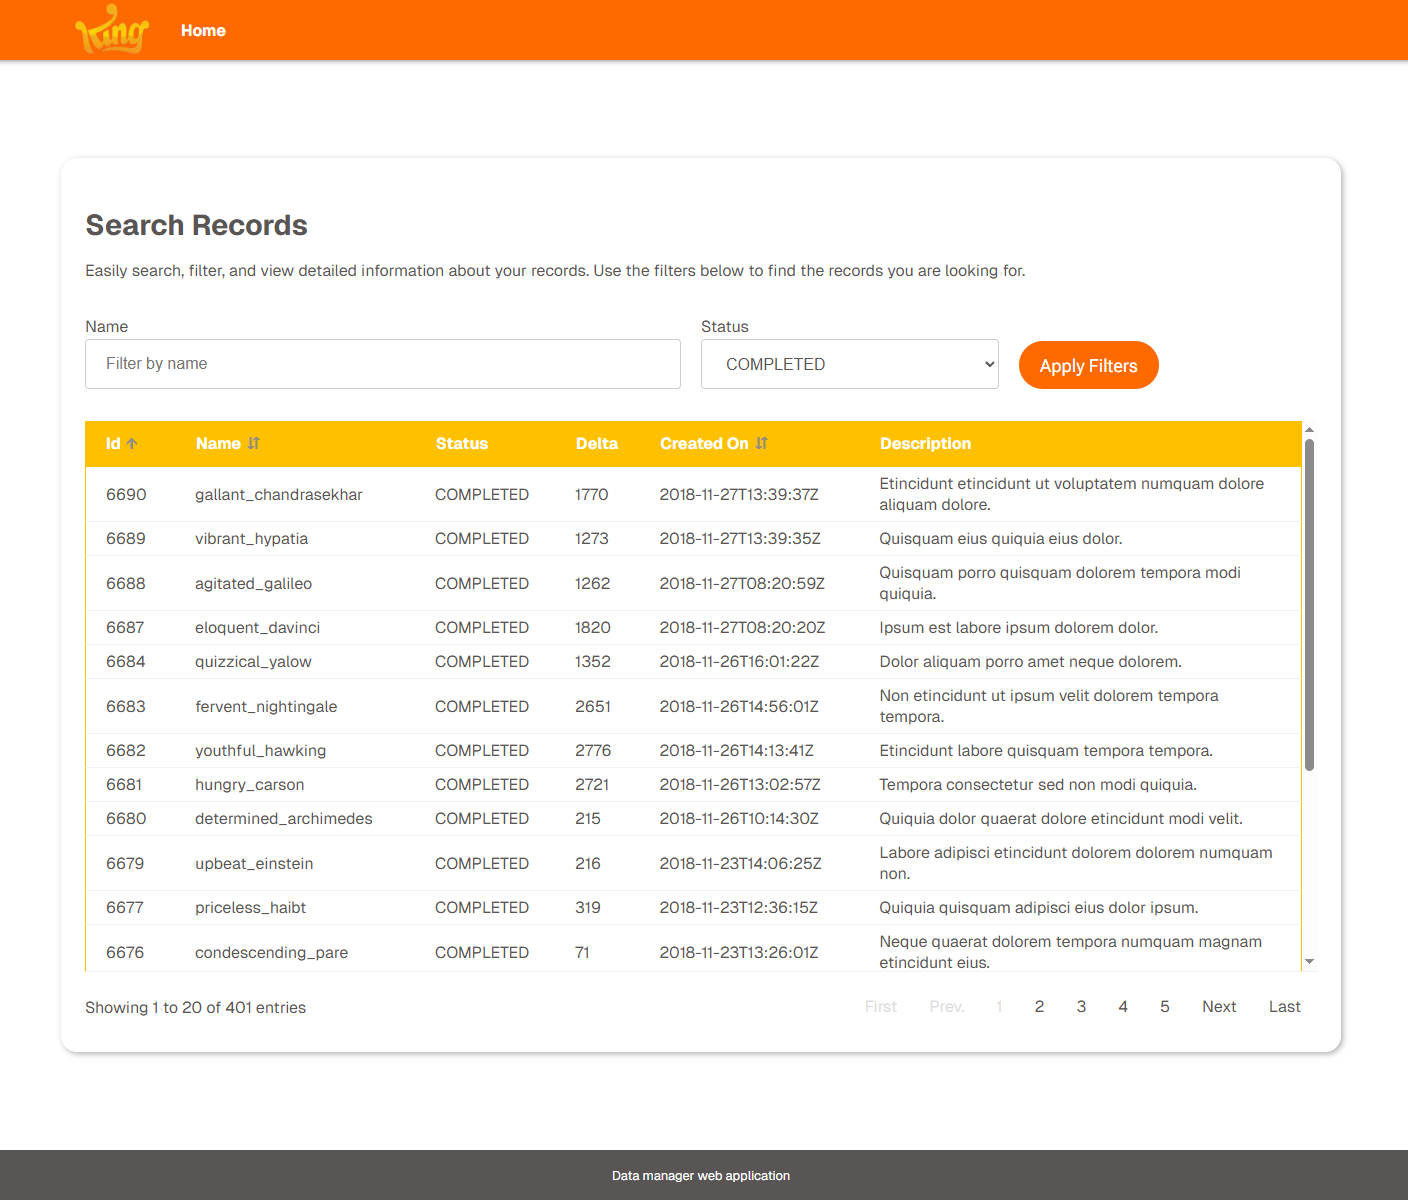 King
Home
Search Records
Easily search, filter, and view detailed information about your records. Use the filters below to find the records you are looking for.
Name
Status
Filter by name
COMPLETED
Apply Filters
Id Name Status Delta Created On Description
6690 gallant_chandrasekhar COMPLETED 1770 2018-11-27T13:39:37Z Etincidunt etincidunt ut voluptatem numquam dolore
aliquam dolore.
6689 vibrant_hypatia COMPLETED 1273 2018-11-27T13:39:35Z Quisquam eius quiquia eius dolor.
6688 agitated_galileo COMPLETED 1262 2018-11-27T08:20:59Z Quisquam porro quisquam dolorem tempora modi
quiquia.
6687 eloquent_davinci COMPLETED 1820 2018-11-27T08:20:20Z Ipsum est labore ipsum dolorem dolor.
6684 quizzical_yalow COMPLETED 1352 2018-11-26T16:01:22Z Dolor aliquam porro amet neque dolorem.
6683 fervent_nightingale COMPLETED 2651 2018-11-26T14:56:01Z Non etincidunt ut ipsum velit dolorem tempora
tempora.
6682 youthful_hawking COMPLETED 2776 2018-11-26T14:13:41Z Etincidunt labore quisquam tempora tempora.
6681 hungry_carson COMPLETED 2721 2018-11-26T13:02:57Z Tempora consectetur sed non modi quiquia.
6680 determined_archimedes COMPLETED 215 2018-11-26T10:14:30Z Quiquia dolor quaerat dolore etincidunt modi velit.
6679 upbeat_einstein COMPLETED 216 2018-11-23T14:06:25Z Labore adipisci etincidunt dolorem dolorem numquam
non.
6677 priceless_haibt COMPLETED 319 2018-11-23T12:36:15Z Quiquia quisquam adipisci eius dolor ipsum.
6676 condescending_pare COMPLETED 71 2018-11-23T13:26:01Z Neque quaerat dolorem tempora numquam magnam
etincidunt eius.
Showing 1 to 20 of 401 entries
First Prev. 1 2 3 4 5 Next Last
Data manager web application